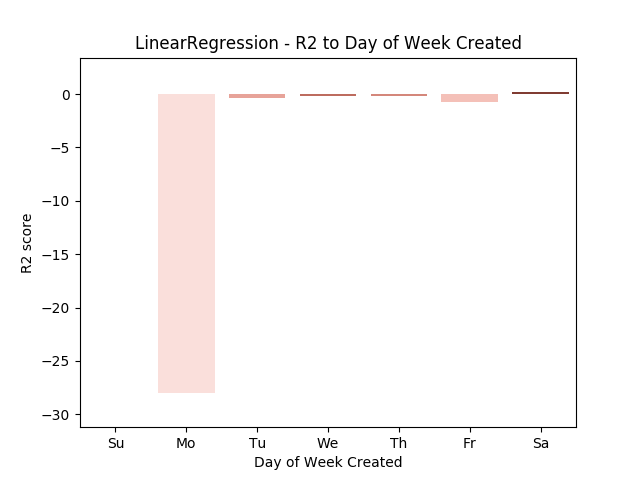 LinearRegression - R2 to Day of Week Created
0
−5
−10
−15
−20
−25
−30
R2 score
Su Mo Tu We Th Fr Sa
Day of Week Created